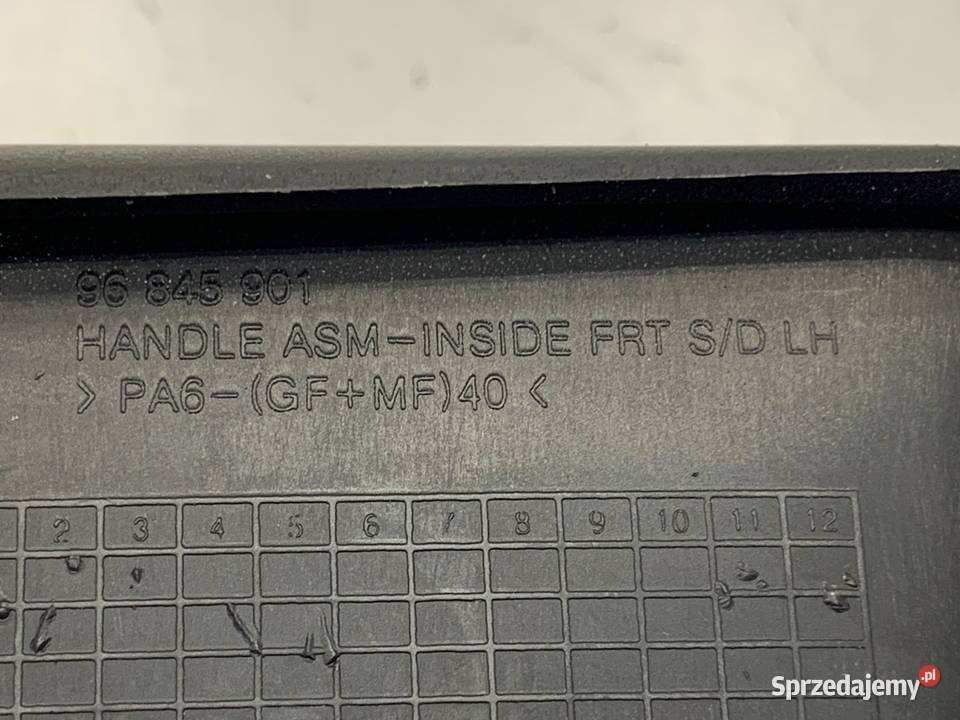 96 845 901
HANDLE ASM-INSIDE FRT S/D LH
> PA6-(GF+MF)40 <
2 3 4 5 6 7 8 9 10 11 12
Sprzedajemy.pl